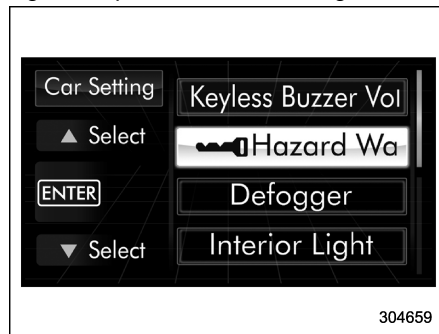 Car Setting
▲ Select
ENTER
▼ Select
Keyless Buzzer Vol
Hazard Wa
Defogger
Interior Light
304659